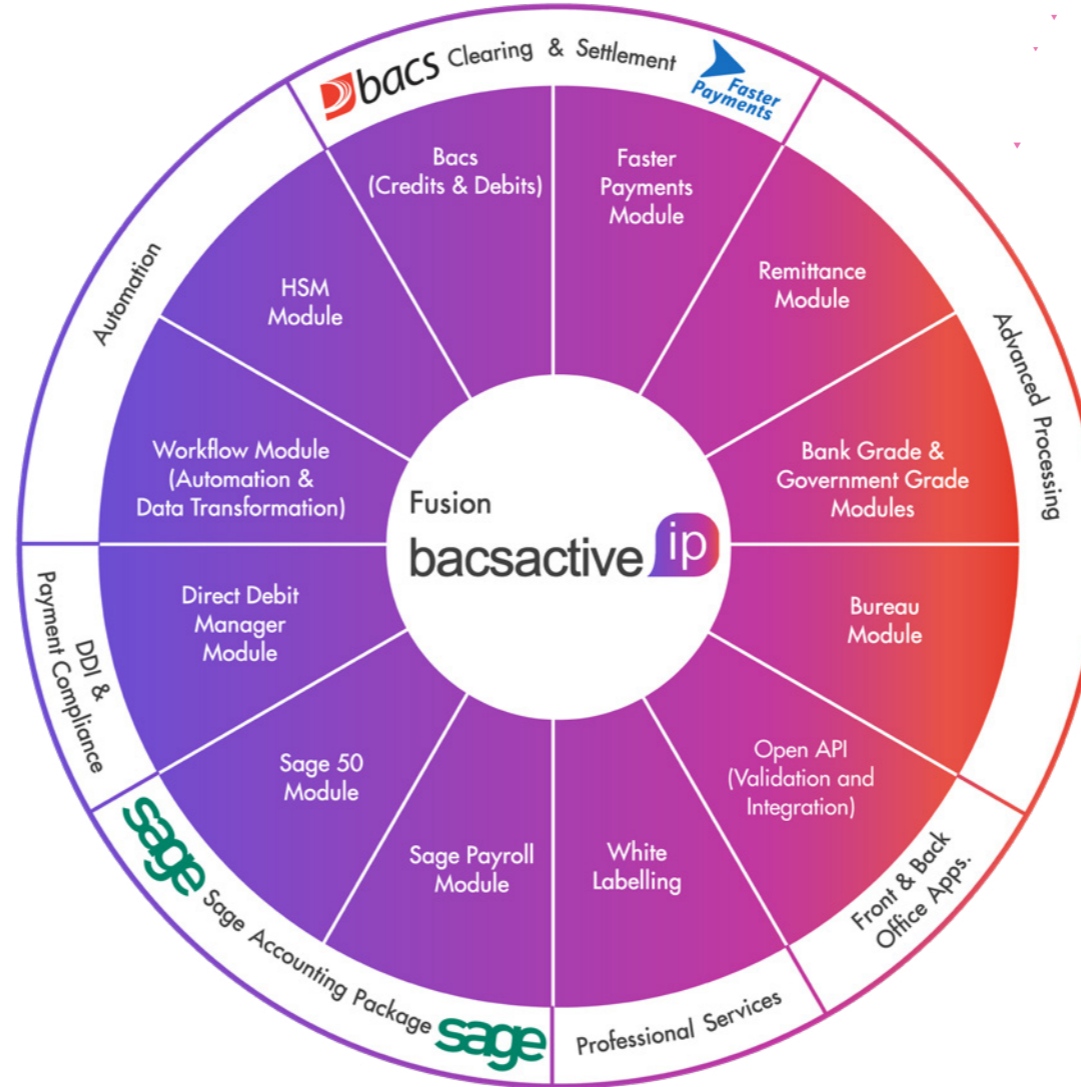 bacs Clearing & Settlement Faster
Payments
Advanced Processing
Front & Back
Office Apps.
Professional Services
sage Sage Accounting Package sage
DDI &
Payment Compliance
Automation
Bacs
(Credits & Debits)
Faster
Payments
Module
Remittance
Module
Bank Grade &
Government Grade
Modules
Bureau
Module
Open API
(Validation and
Integration)
White
Labelling
Sage Payroll
Module
Sage 50
Module
Direct Debit
Manager
Module
Workflow Module
(Automation &
Data Transformation)
HSM
Module
Fusion
bacsactive ip